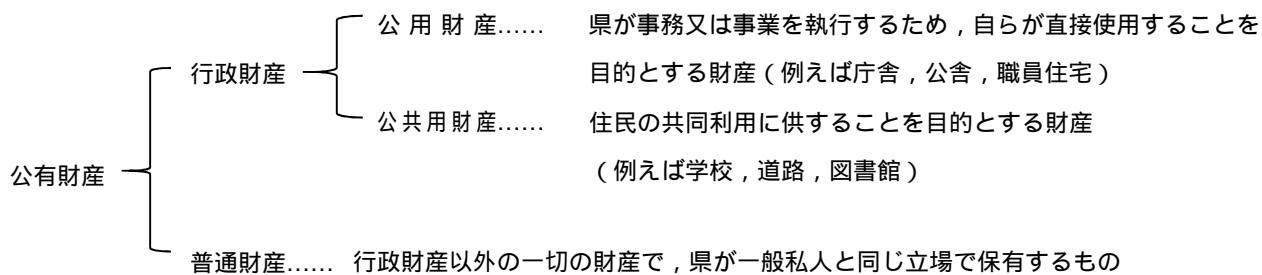 公用財産…… 県が事務又は事業を執行するため，自らが直接使用することを
行政財産 目的とする財産（例えば庁舎，公舎，職員住宅）
公共用財産…… 住民の共同利用に供することを目的とする財産
公有財産 （例えば学校，道路，図書館）
普通財産…… 行政財産以外の一切の財産で，県が一般私人と同じ立場で保有するもの